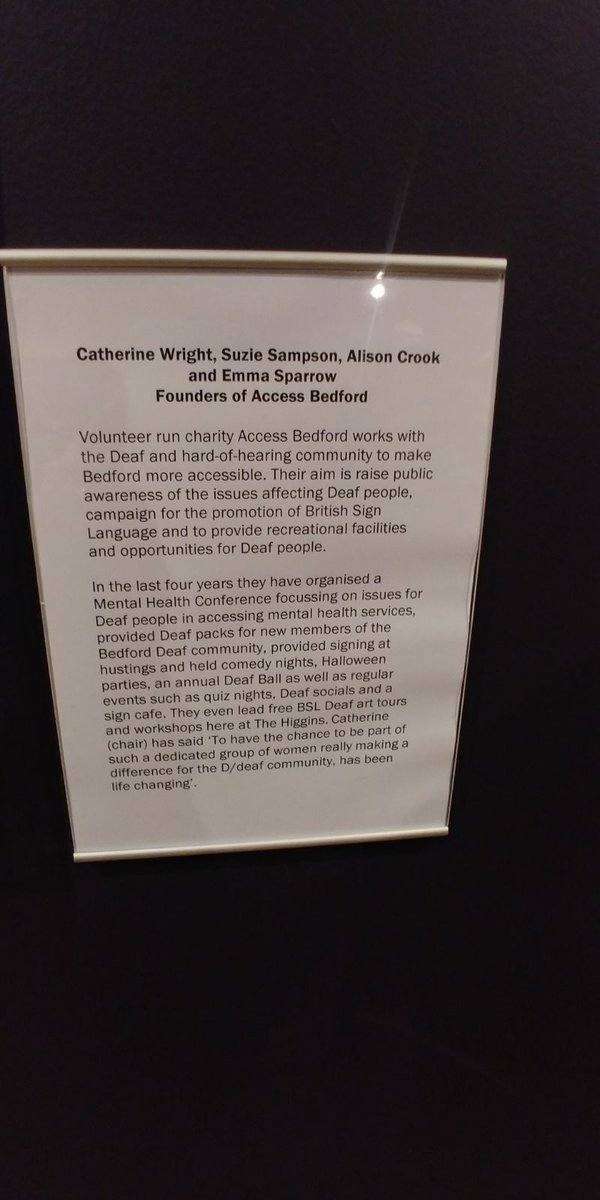 Catherine Wright, Suzie Sampson, Alison Crook
and Emma Sparrow
Founders of Access Bedford
Volunteer run charity Access Bedford works with
the Deaf and hard-of-hearing community to make
Bedford more accessible. Their aim is raise public
awareness of the issues affecting Deaf people,
campaign for the promotion of British Sign
Language and to provide recreational facilities
and opportunities for Deaf people.
In the last four years they have organised a
Mental Health Conference focussing on issues for
Deaf people in accessing mental health services,
provided Deaf packs for new members of the
Bedford Deaf community, provided signing at
hustings and held comedy nights, Halloween
parties, an annual Deaf Ball as well as regular
events such as quiz nights, Deaf socials and a
sign cafe. They even lead free BSL Deaf art tours
and workshops here at The Higgins. Catherine
(chair) has said ‘To have the chance to be part of
such a dedicated group of women really making a
difference for the D/deaf community, has been
life changing’.